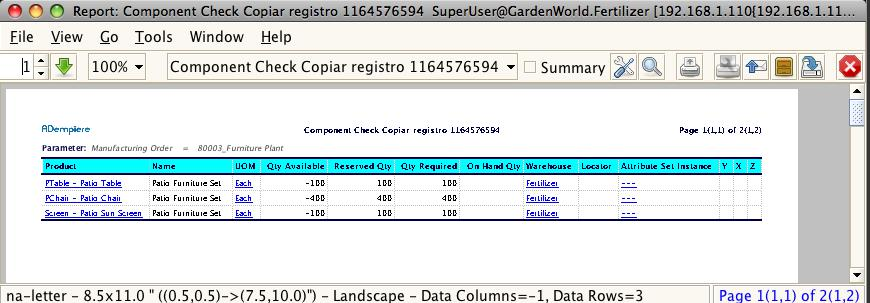 Report: Component Check Copiar registro 1164576594 SuperUser@GardenWorld.Fertilizer [192.168.1.110{192.168.1.11...
File View Go Tools Window Help
1 100% Component Check Copiar registro 1164576594 Summary
ADempiere Component Check Copiar registro 1164576594 Page 1(1,1) of 2(1,2)
Parameter: Manufacturing Order = 80003_Furniture Plant
Product Name UOM Qty Available Reserved Qty Qty Required On Hand Qty Warehouse Locator Attribute Set Instance Y X Z
PTable - Patio Table Patio Furniture Set Each -100 100 100 Fertilizer ---
PChair - Patio Chair Patio Furniture Set Each -400 400 400 Fertilizer ---
Screen - Patio Sun Screen Patio Furniture Set Each -100 100 100 Fertilizer ---
na-letter - 8.5x11.0 " ((0.5,0.5)->(7.5,10.0)") - Landscape - Data Columns=-1, Data Rows=3 Page 1(1,1) of 2(1,2)